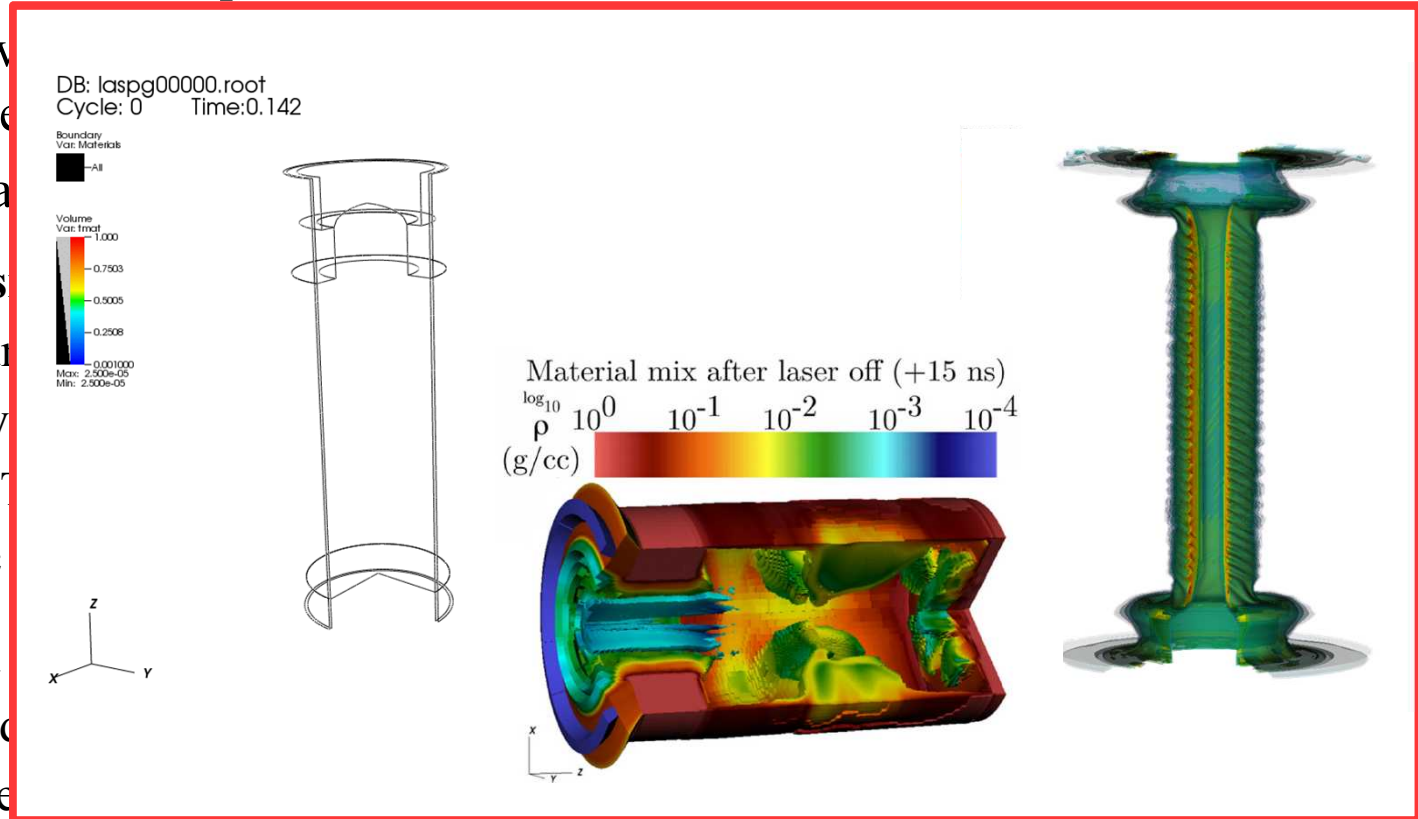 DB: laspg00000.root
Cycle: 0 Time:0.142
Boundary
Var: Materials
All
Volume
Var: fmat
1.000
0.7503
0.5005
0.2508
0.001000
Max: 2.500e-05
Min: 2.500e-05
Z
X
Y
Material mix after laser off (+15 ns)
log10
ρ
(g/cc)
10^0 10^-1 10^-2 10^-3 10^-4
X
Y
Z